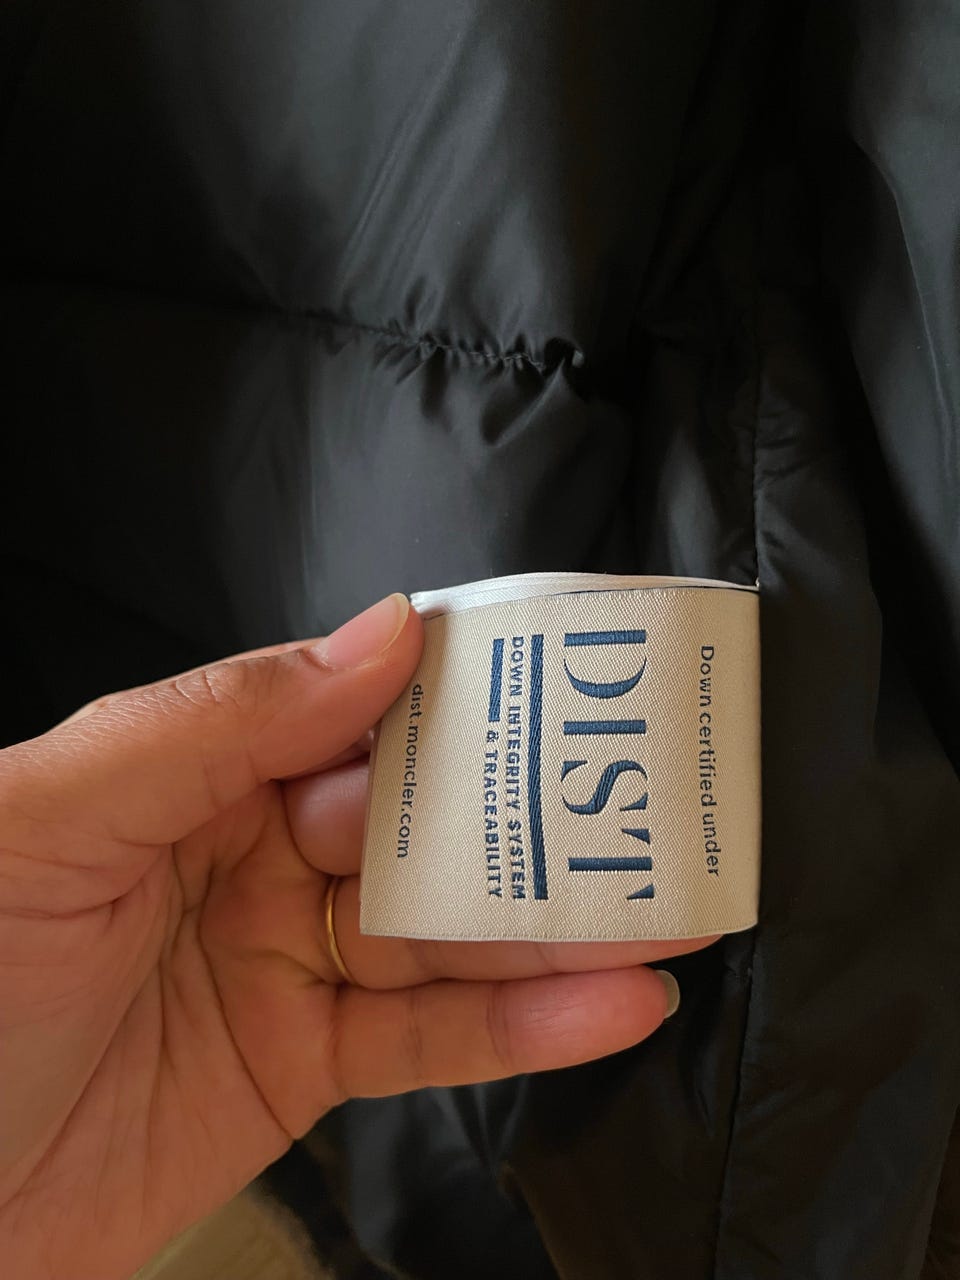 Down certified under
DIST
DOWN INTEGRITY SYSTEM
& TRACEABILITY
dist.moncler.com